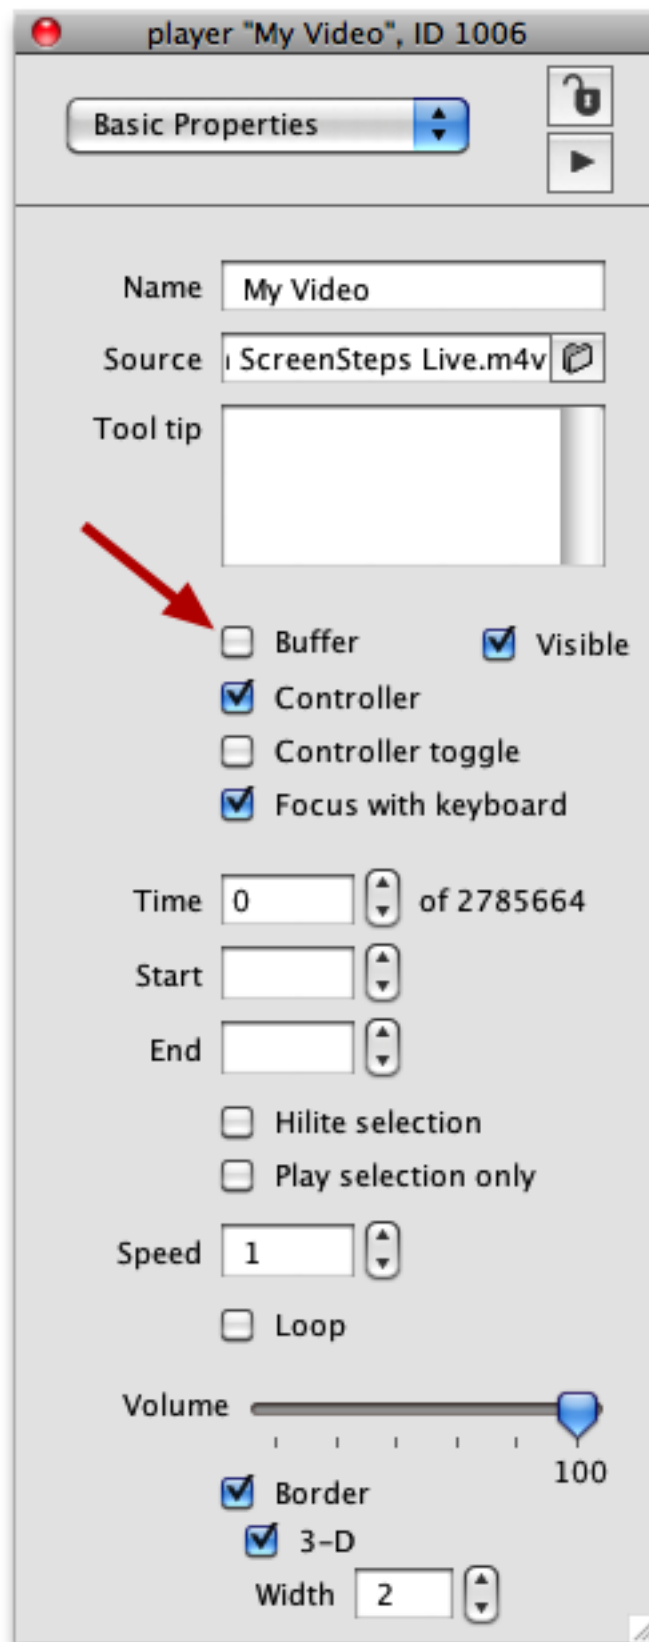 player "My Video", ID 1006
Basic Properties
Name My Video
Source ScreenSteps Live.m4v
Tool tip
Buffer Visible
Controller
Controller toggle
Focus with keyboard
Time 0 of 2785664
Start
End
Hilite selection
Play selection only
Speed 1
Loop
Volume
100
Border
3-D
Width 2